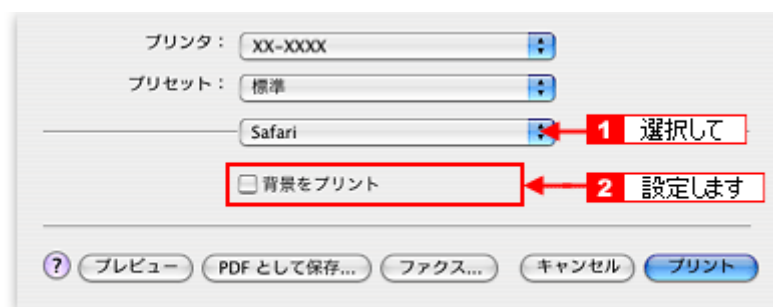 プリンタ： XX-XXXX
プリセット： 標準
Safari 1 選択して
背景をプリント 2 設定します
? プレビュー PDF として保存... ファクス... キャンセル プリント